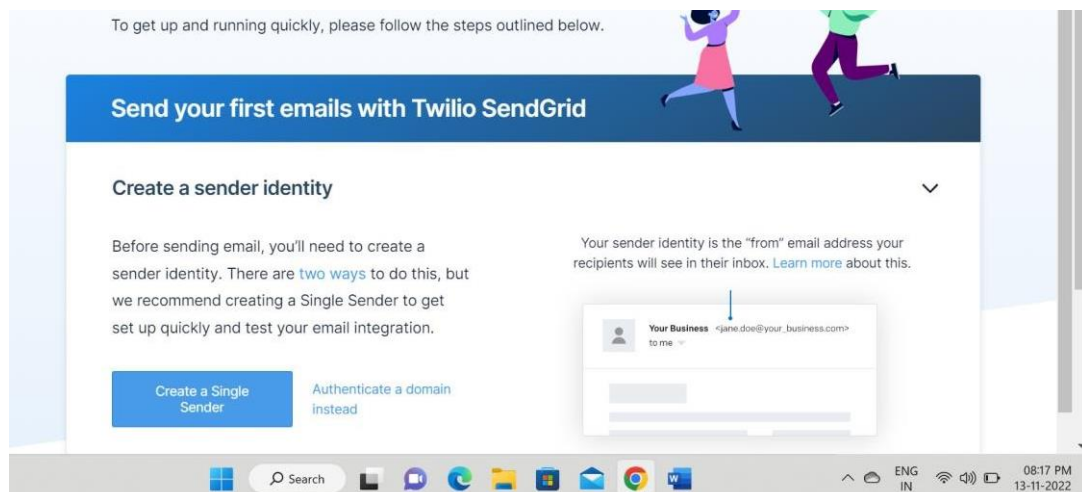 To get up and running quickly, please follow the steps outlined below.
Send your first emails with Twilio SendGrid
Create a sender identity
Before sending email, you'll need to create a
sender identity. There are two ways to do this, but
we recommend creating a Single Sender to get
set up quickly and test your email integration.
Create a Single
Sender
Authenticate a domain
instead
Your sender identity is the "from" email address your
recipients will see in their inbox. Learn more about this.
Your Business <jane.doe@your_business.com>
to me
Search
ENG
IN
08:17 PM
13-11-2022